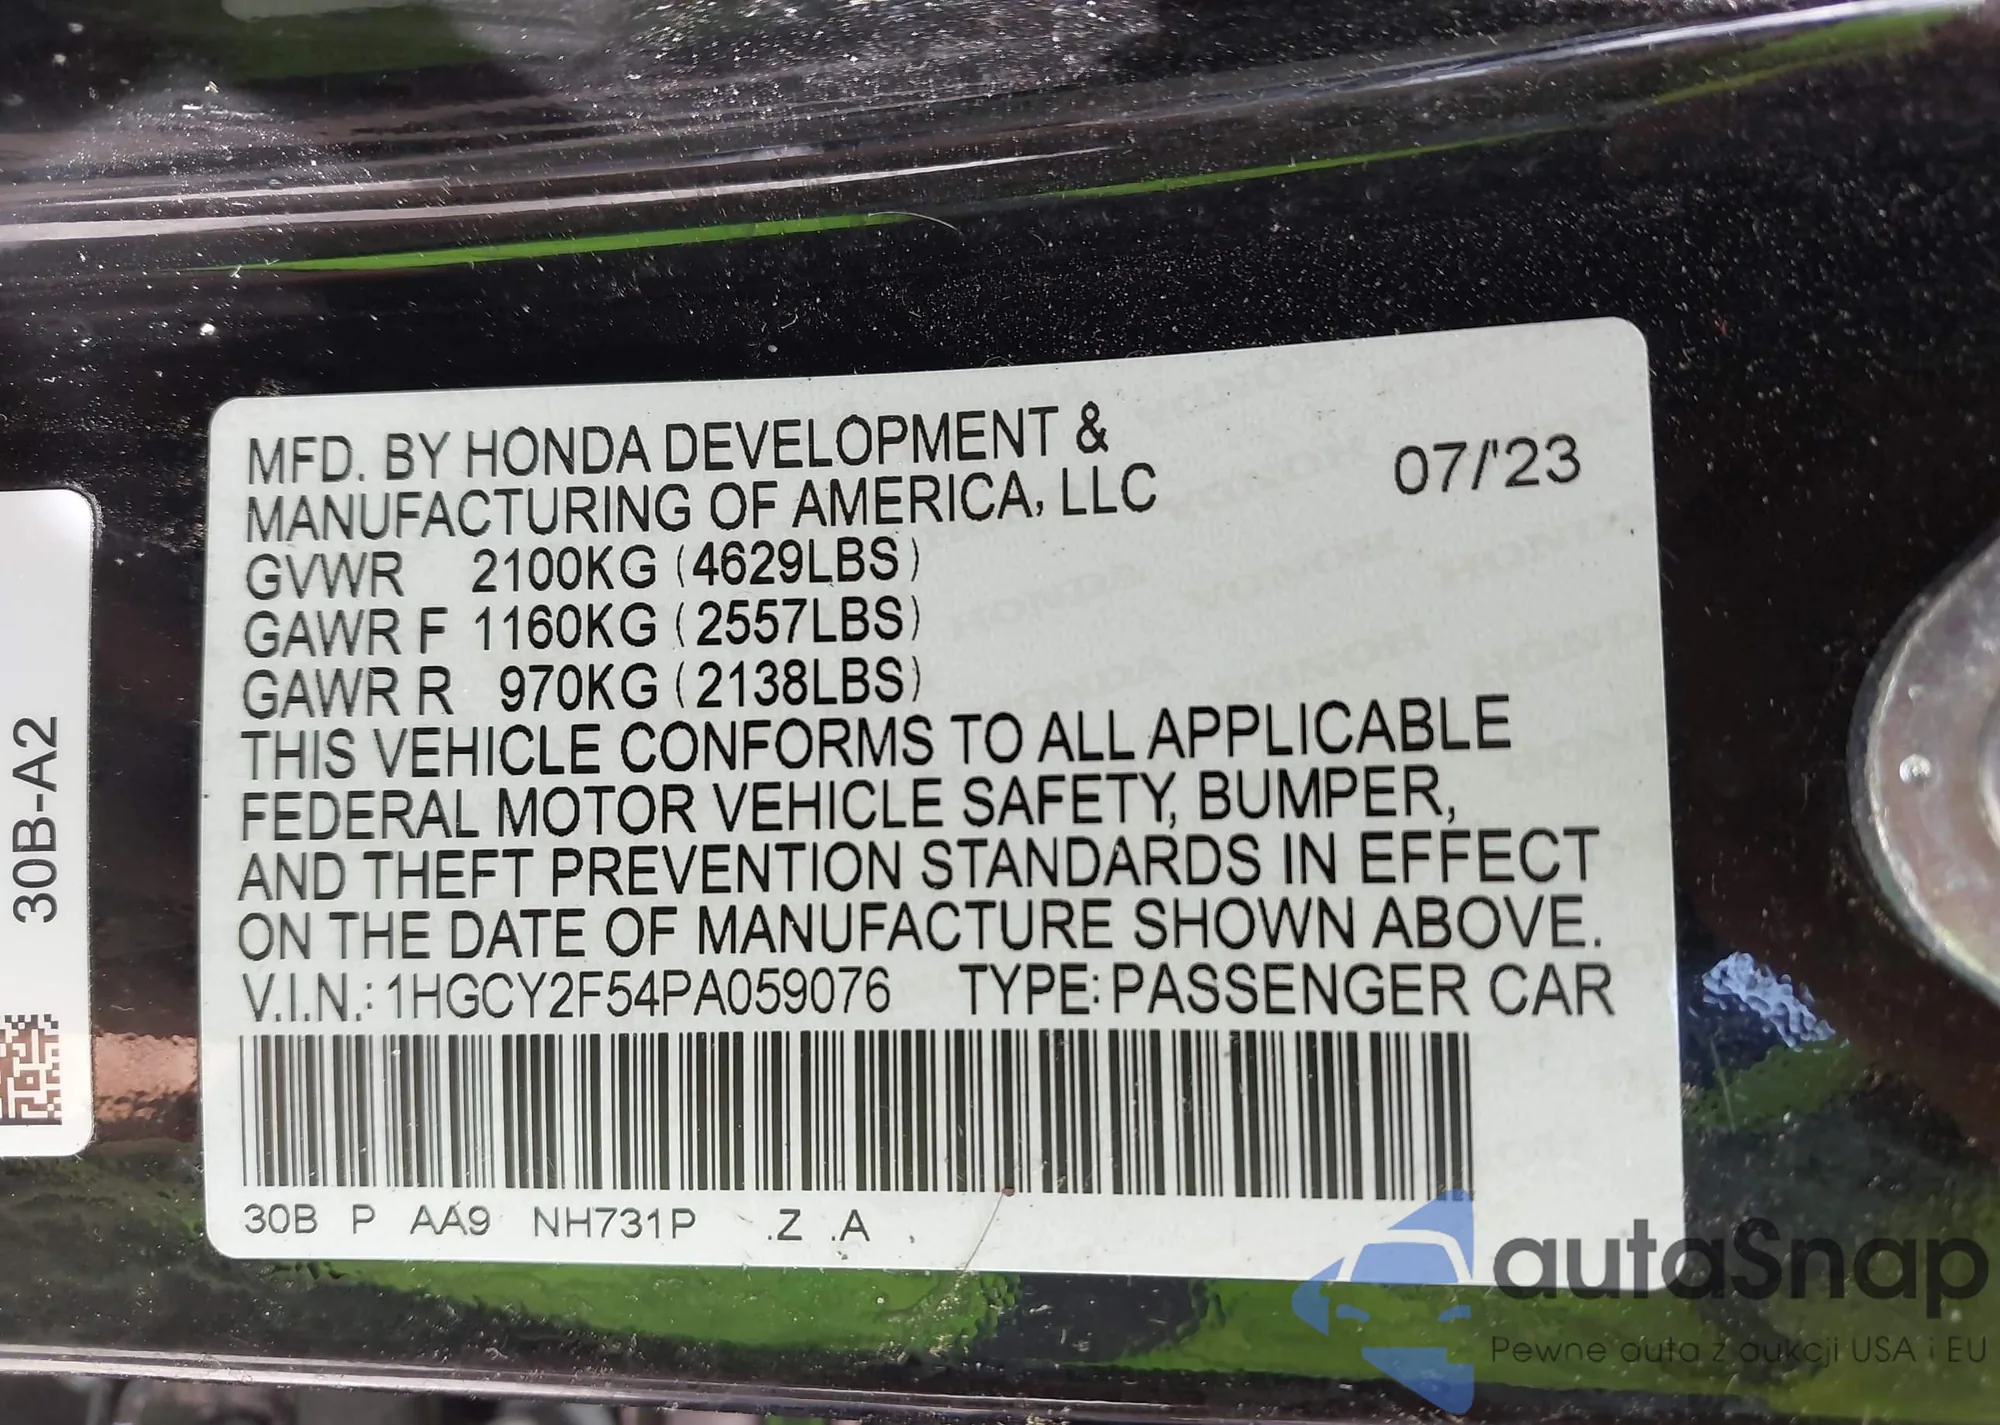 MFD. BY HONDA DEVELOPMENT &
MANUFACTURING OF AMERICA, LLC
07/'23
GVWR 2100KG (4629LBS)
GAWR F 1160KG (2557LBS)
GAWR R 970KG (2138LBS)
THIS VEHICLE CONFORMS TO ALL APPLICABLE
FEDERAL MOTOR VEHICLE SAFETY, BUMPER,
AND THEFT PREVENTION STANDARDS IN EFFECT
ON THE DATE OF MANUFACTURE SHOWN ABOVE.
V.I.N.: 1HGCY2F54PA059076 TYPE: PASSENGER CAR
30B P AA9 NH731P .Z .A
30B-A2
autaSnap
Pewne auta z aukcji USA i EU